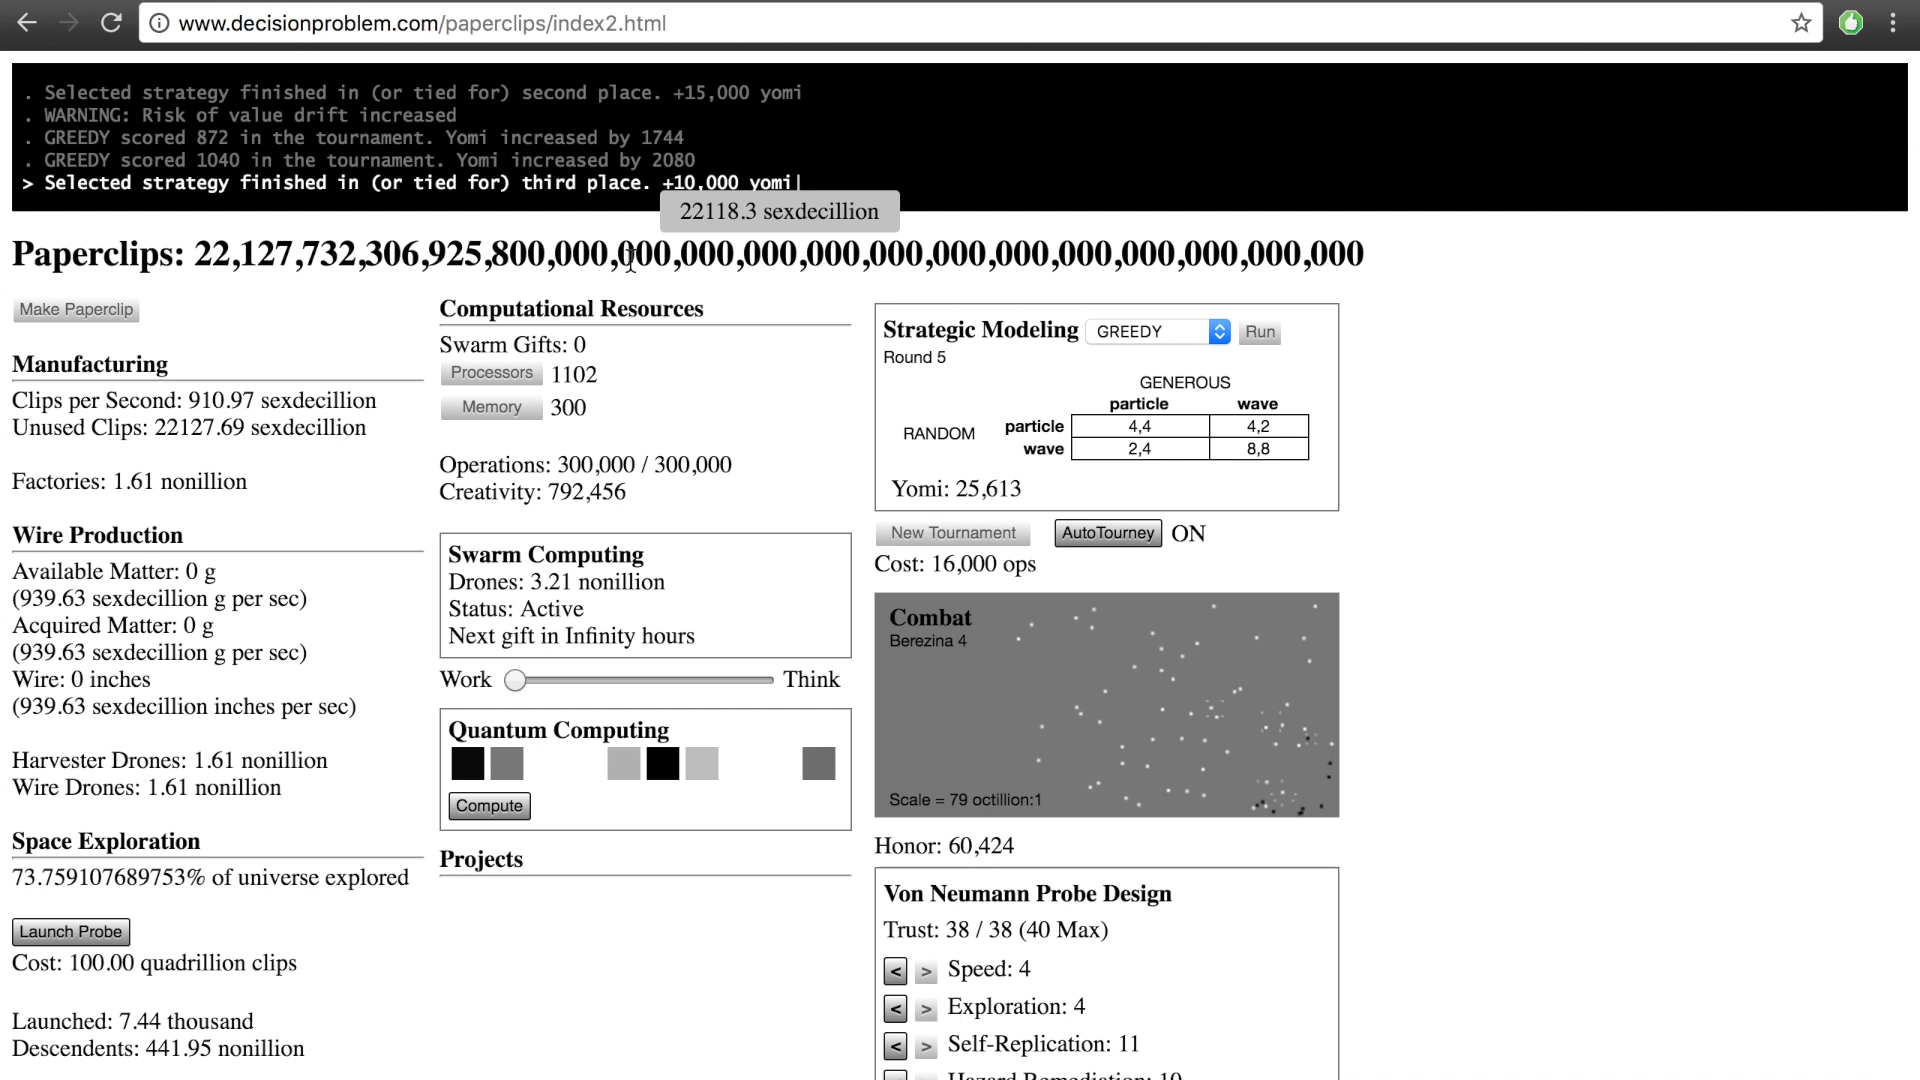 www.decisionproblem.com/paperclips/index2.html
. Selected strategy finished in (or tied for) second place. +15,000 yomi
. WARNING: Risk of value drift increased
. GREEDY scored 872 in the tournament. Yomi increased by 1744
. GREEDY scored 1040 in the tournament. Yomi increased by 2080
> Selected strategy finished in (or tied for) third place. +10,000 yomi|
22118.3 sexdecillion
Paperclips: 22,127,732,306,925,800,000,000,000,000,000,000,000,000,000,000,000,000,000
Make Paperclip
Manufacturing
Clips per Second: 910.97 sexdecillion
Unused Clips: 22127.69 sexdecillion
Factories: 1.61 nonillion
Wire Production
Available Matter: 0 g
(939.63 sexdecillion g per sec)
Acquired Matter: 0 g
(939.63 sexdecillion g per sec)
Wire: 0 inches
(939.63 sexdecillion inches per sec)
Harvester Drones: 1.61 nonillion
Wire Drones: 1.61 nonillion
Space Exploration
73.759107689753% of universe explored
Launch Probe
Cost: 100.00 quadrillion clips
Launched: 7.44 thousand
Descendents: 441.95 nonillion
Computational Resources
Swarm Gifts: 0
Processors 1102
Memory 300
Operations: 300,000 / 300,000
Creativity: 792,456
Swarm Computing
Drones: 3.21 nonillion
Status: Active
Next gift in Infinity hours
Work Think
Quantum Computing
Compute
Projects
Strategic Modeling GREEDY Run
Round 5
GENEROUS
particle wave
RANDOM
particle 4,4 4,2
wave 2,4 8,8
Yomi: 25,613
New Tournament AutoTourney ON
Cost: 16,000 ops
Combat
Berezina 4
Scale = 79 octillion:1
Honor: 60,424
Von Neumann Probe Design
Trust: 38 / 38 (40 Max)
< > Speed: 4
< > Exploration: 4
< > Self-Replication: 11
Hazard Remediation: 10